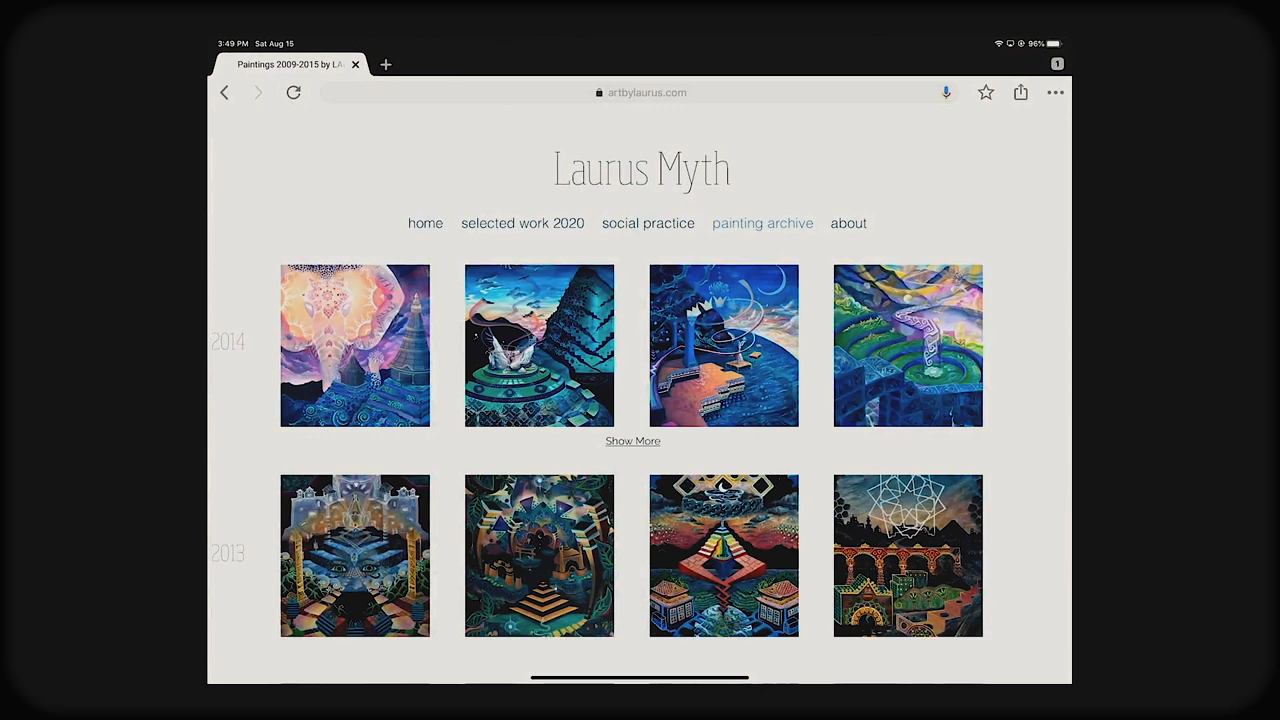 3:49 PM Sat Aug 15
96%
Paintings 2009-2015 by LA
1
artbylaurus.com
Laurus Myth
home selected work 2020 social practice painting archive about
2014
Show More
2013